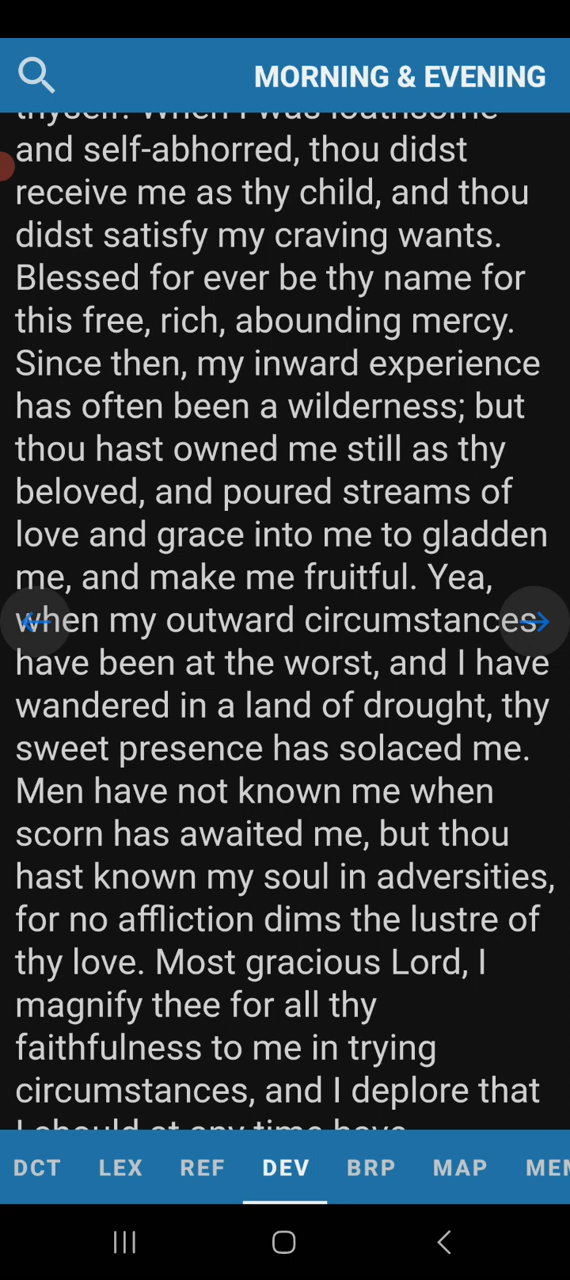 MORNING & EVENING
and self-abhorred, thou didst
receive me as thy child, and thou
didst satisfy my craving wants.
Blessed for ever be thy name for
this free, rich, abounding mercy.
Since then, my inward experience
has often been a wilderness; but
thou hast owned me still as thy
beloved, and poured streams of
love and grace into me to gladden
me, and make me fruitful. Yea,
when my outward circumstances
have been at the worst, and I have
wandered in a land of drought, thy
sweet presence has solaced me.
Men have not known me when
scorn has awaited me, but thou
hast known my soul in adversities,
for no affliction dims the lustre of
thy love. Most gracious Lord, I
magnify thee for all thy
faithfulness to me in trying
circumstances, and I deplore that
I should at any time have
DCT LEX REF DEV BRP MAP